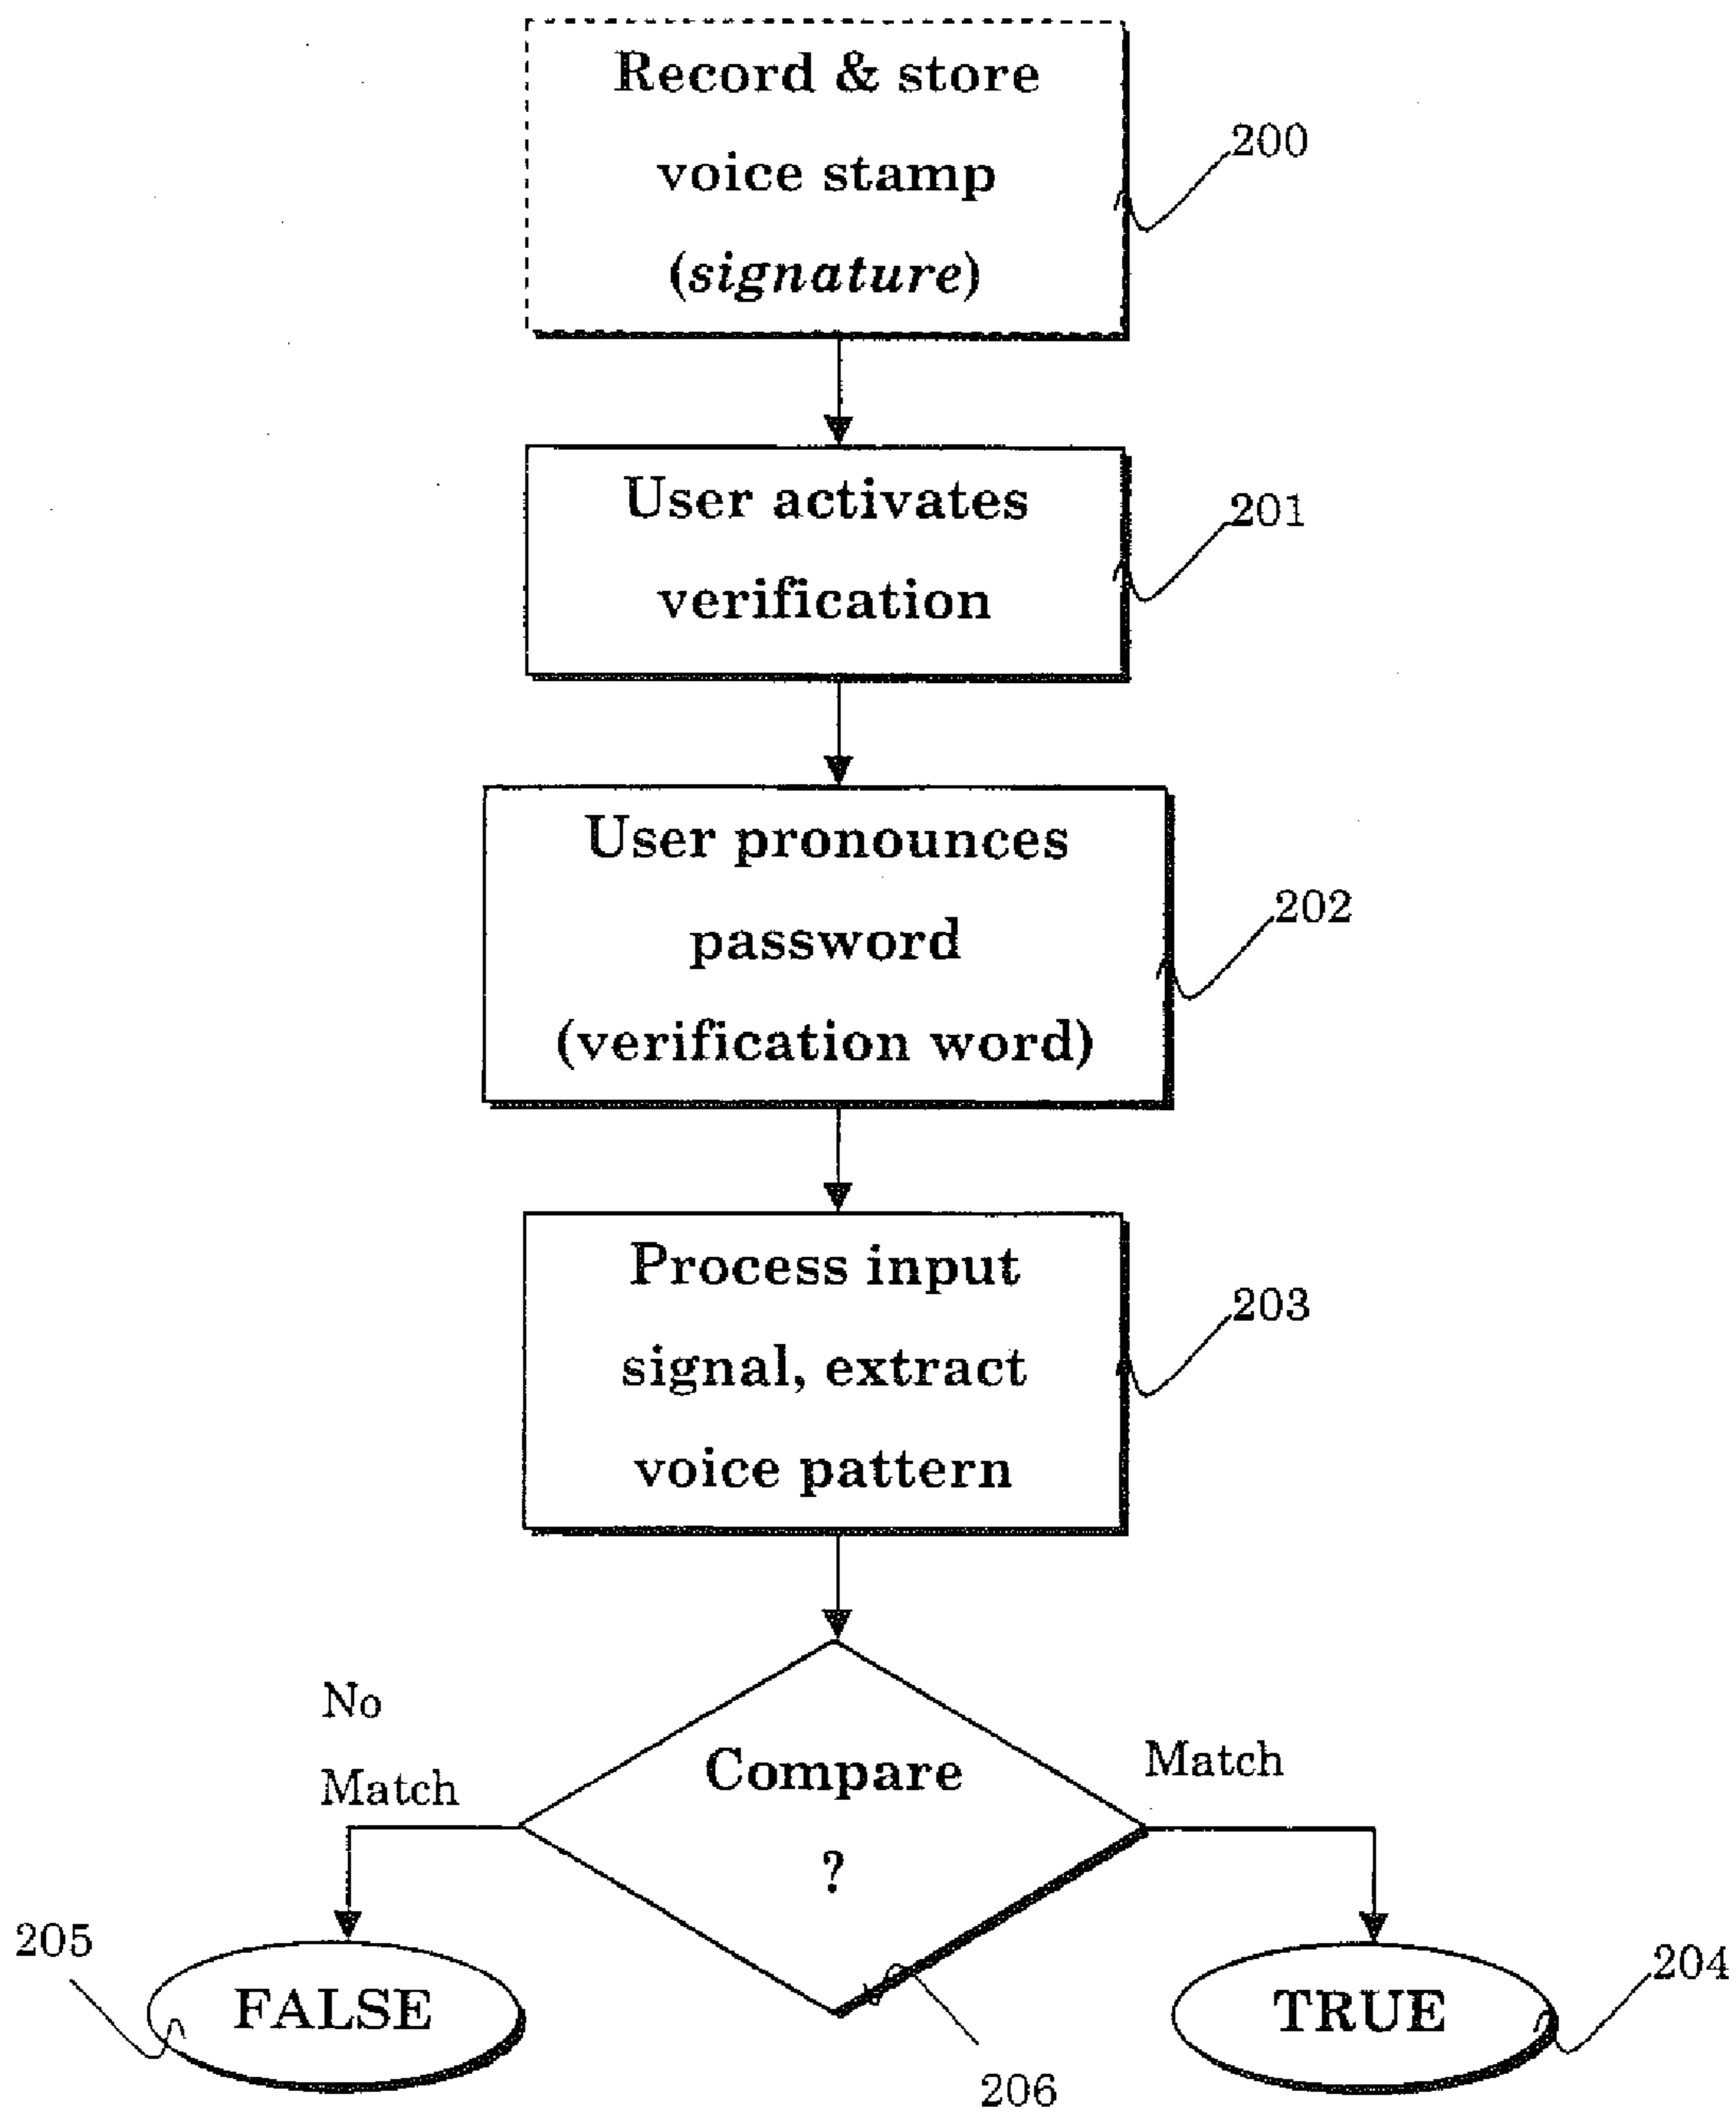 Record & store
voice stamp
(signature)
200
User activates
verification
201
User pronounces
password
(verification word)
202
Process input
signal, extract
voice pattern
203
No
Match
Compare
?
Match
205
FALSE
206
TRUE
204